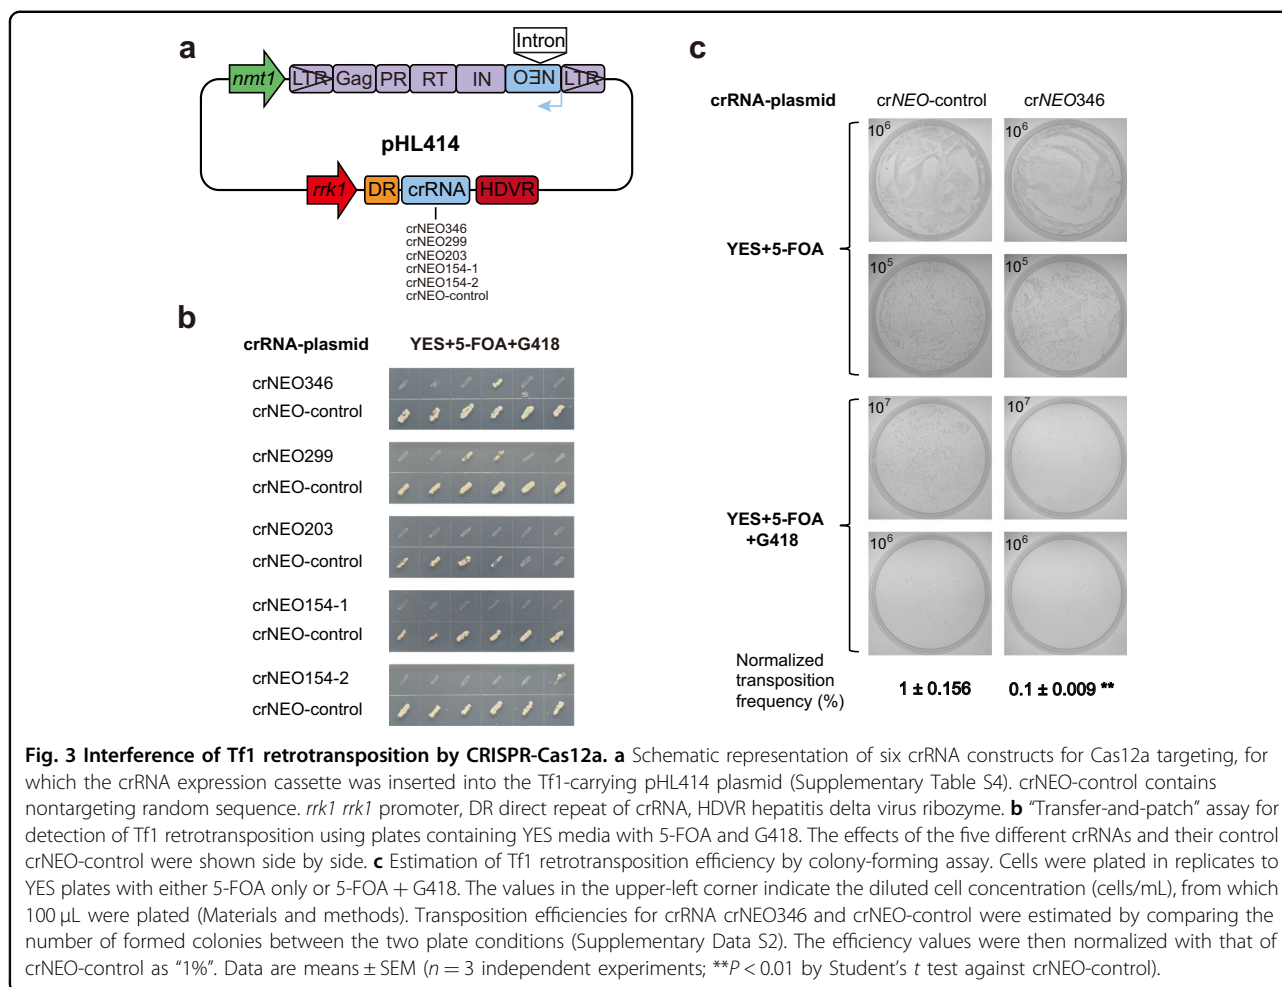 a
Intron
nmt1
LTR
Gag
PR
RT
IN
NEO
LTR
pHL414
rrk1
DR
crRNA
HDVR
crNEO346
crNEO299
crNEO203
crNEO154-1
crNEO154-2
crNEO-control
b
crRNA-plasmid
YES+5-FOA+G418
crNEO346
crNEO-control
crNEO299
crNEO-control
crNEO203
crNEO-control
crNEO154-1
crNEO-control
crNEO154-2
crNEO-control
c
crRNA-plasmid
crNEO-control
crNEO346
10⁶
10⁶
YES+5-FOA
10⁵
10⁵
10⁷
10⁷
YES+5-FOA
+G418
10⁶
10⁶
Normalized
transposition
frequency (%)
1 ± 0.156
0.1 ± 0.009 **
Fig. 3 Interference of Tf1 retrotransposition by CRISPR-Cas12a. a Schematic representation of six crRNA constructs for Cas12a targeting, for
which the crRNA expression cassette was inserted into the Tf1-carrying pHL414 plasmid (Supplementary Table S4). crNEO-control contains
nontargeting random sequence. rrk1 rrk1 promoter, DR direct repeat of crRNA, HDVR hepatitis delta virus ribozyme. b “Transfer-and-patch” assay for
detection of Tf1 retrotransposition using plates containing YES media with 5-FOA and G418. The effects of the five different crRNAs and their control
crNEO-control were shown side by side. c Estimation of Tf1 retrotransposition efficiency by colony-forming assay. Cells were plated in replicates to
YES plates with either 5-FOA only or 5-FOA + G418. The values in the upper-left corner indicate the diluted cell concentration (cells/mL), from which
100 μL were plated (Materials and methods). Transposition efficiencies for crRNA crNEO346 and crNEO-control were estimated by comparing the
number of formed colonies between the two plate conditions (Supplementary Data S2). The efficiency values were then normalized with that of
crNEO-control as “1%”. Data are means ± SEM (n = 3 independent experiments; **P < 0.01 by Student’s t test against crNEO-control).